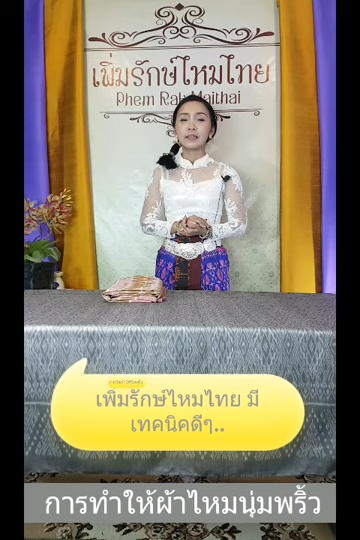 เพิ่มรักษ์ไหมไทย
Phem Rak Maithai
เพิ่มรักษ์ไหมไทย มี
เทคนิคดีๆ..
การทำให้ผ้าไหมนุ่มพริ้ว